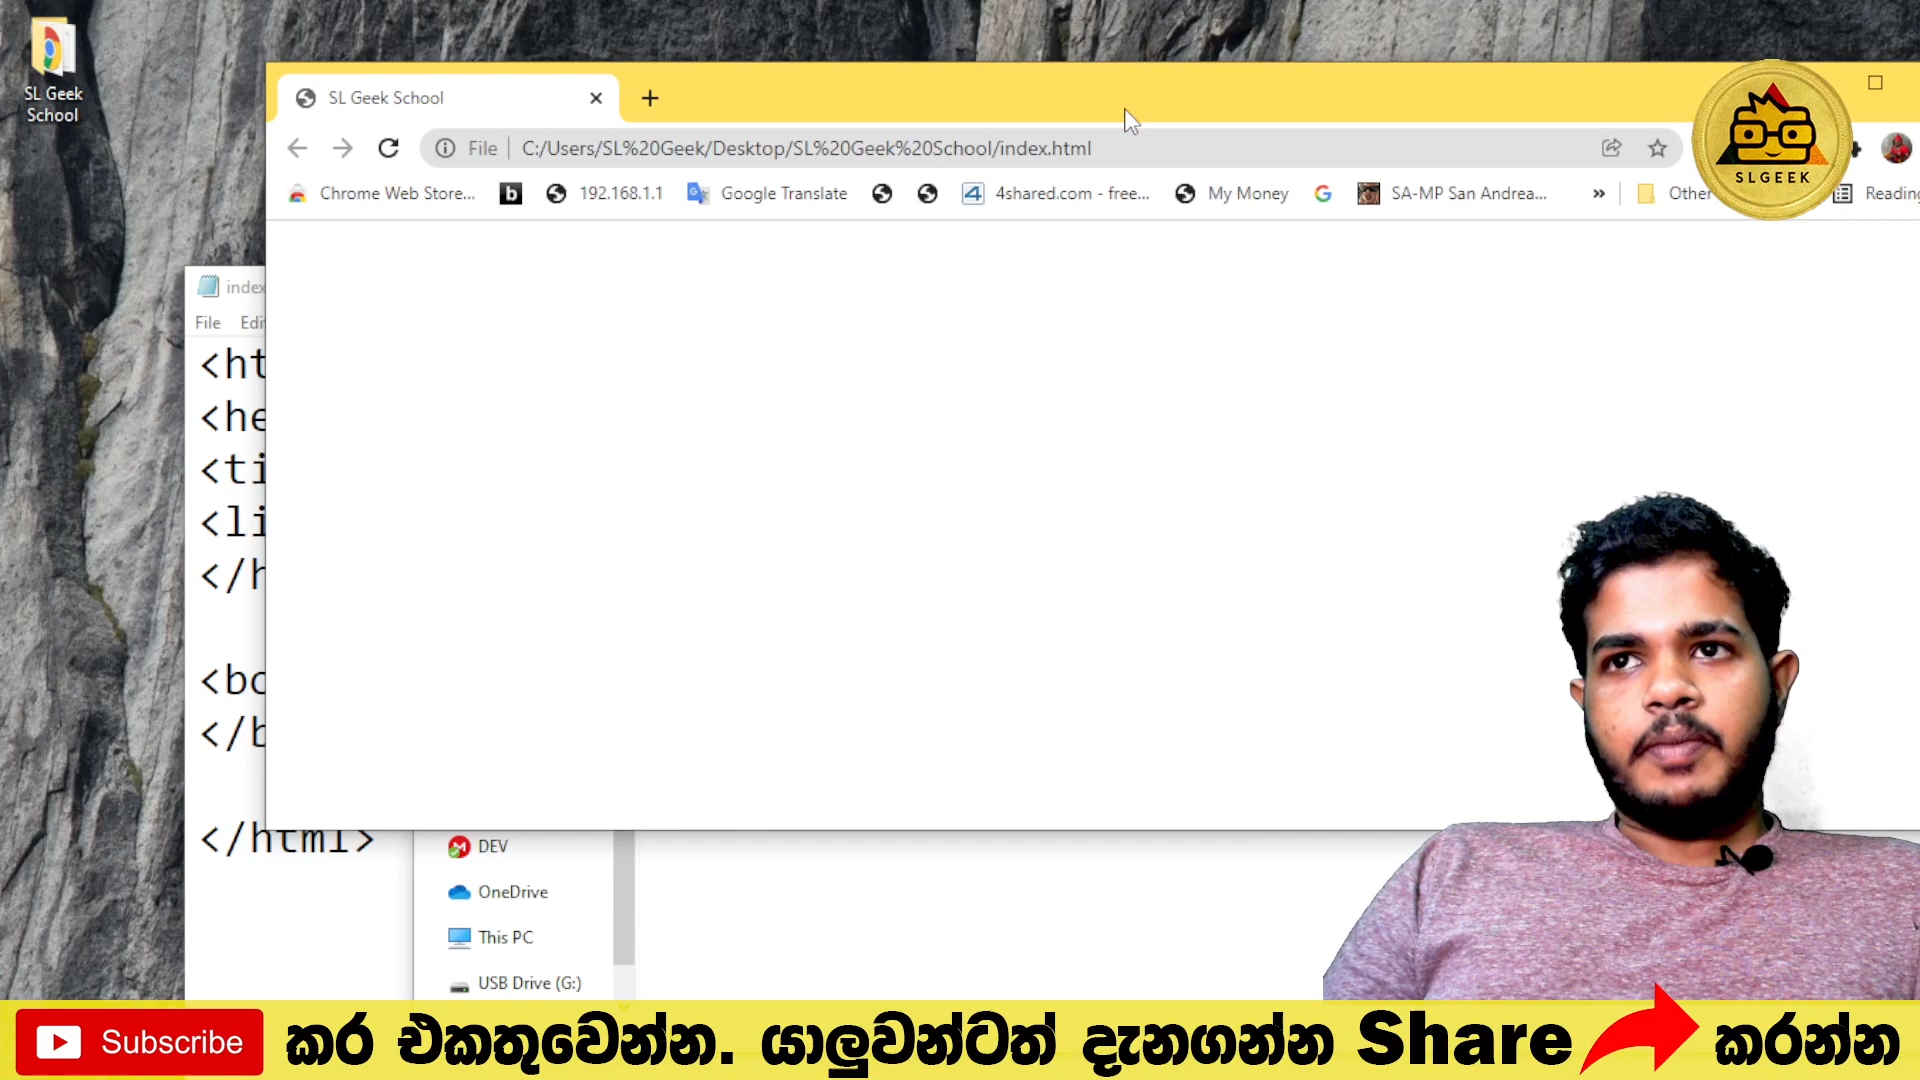 SL Geek
School
SL Geek School
File
C:/Users/SL%20Geek/Desktop/SL%20Geek%20School/index.html
SLGEEK
Chrome Web Store...
b
192.168.1.1
Google Translate
4
4shared.com - free...
My Money
G
SA-MP San Andrea...
»
Other
Reading
index
File Edit
<ht
<he
<ti
<li
</h
<bo
</b
</html>
DEV
OneDrive
This PC
USB Drive (G:)
Subscribe කර එකතුවෙන්න. යාලුවන්ටත් දැනගන්න Share කරන්න